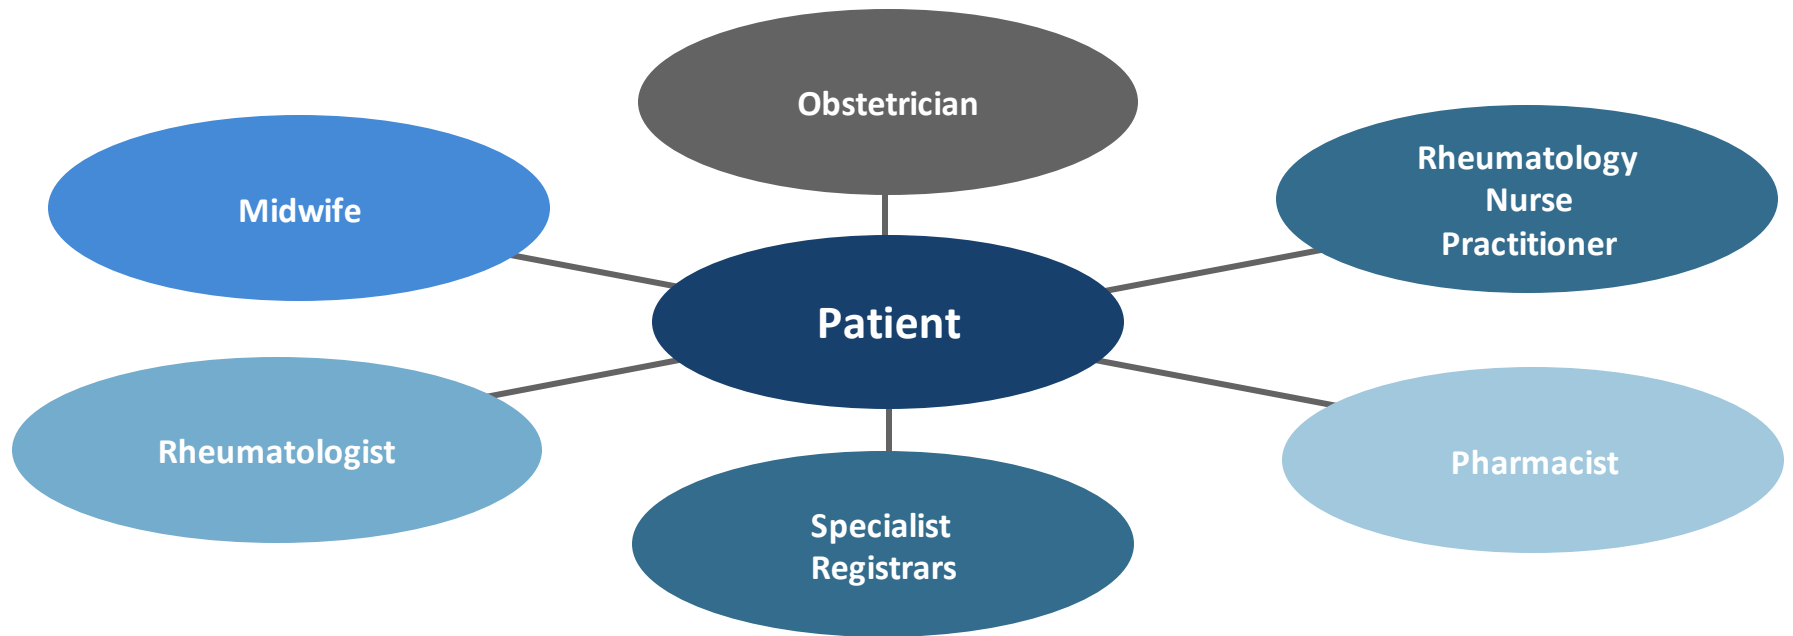 Obstetrician
Midwife
Rheumatology
Nurse
Practitioner
Patient
Rheumatologist
Pharmacist
Specialist
Registrars